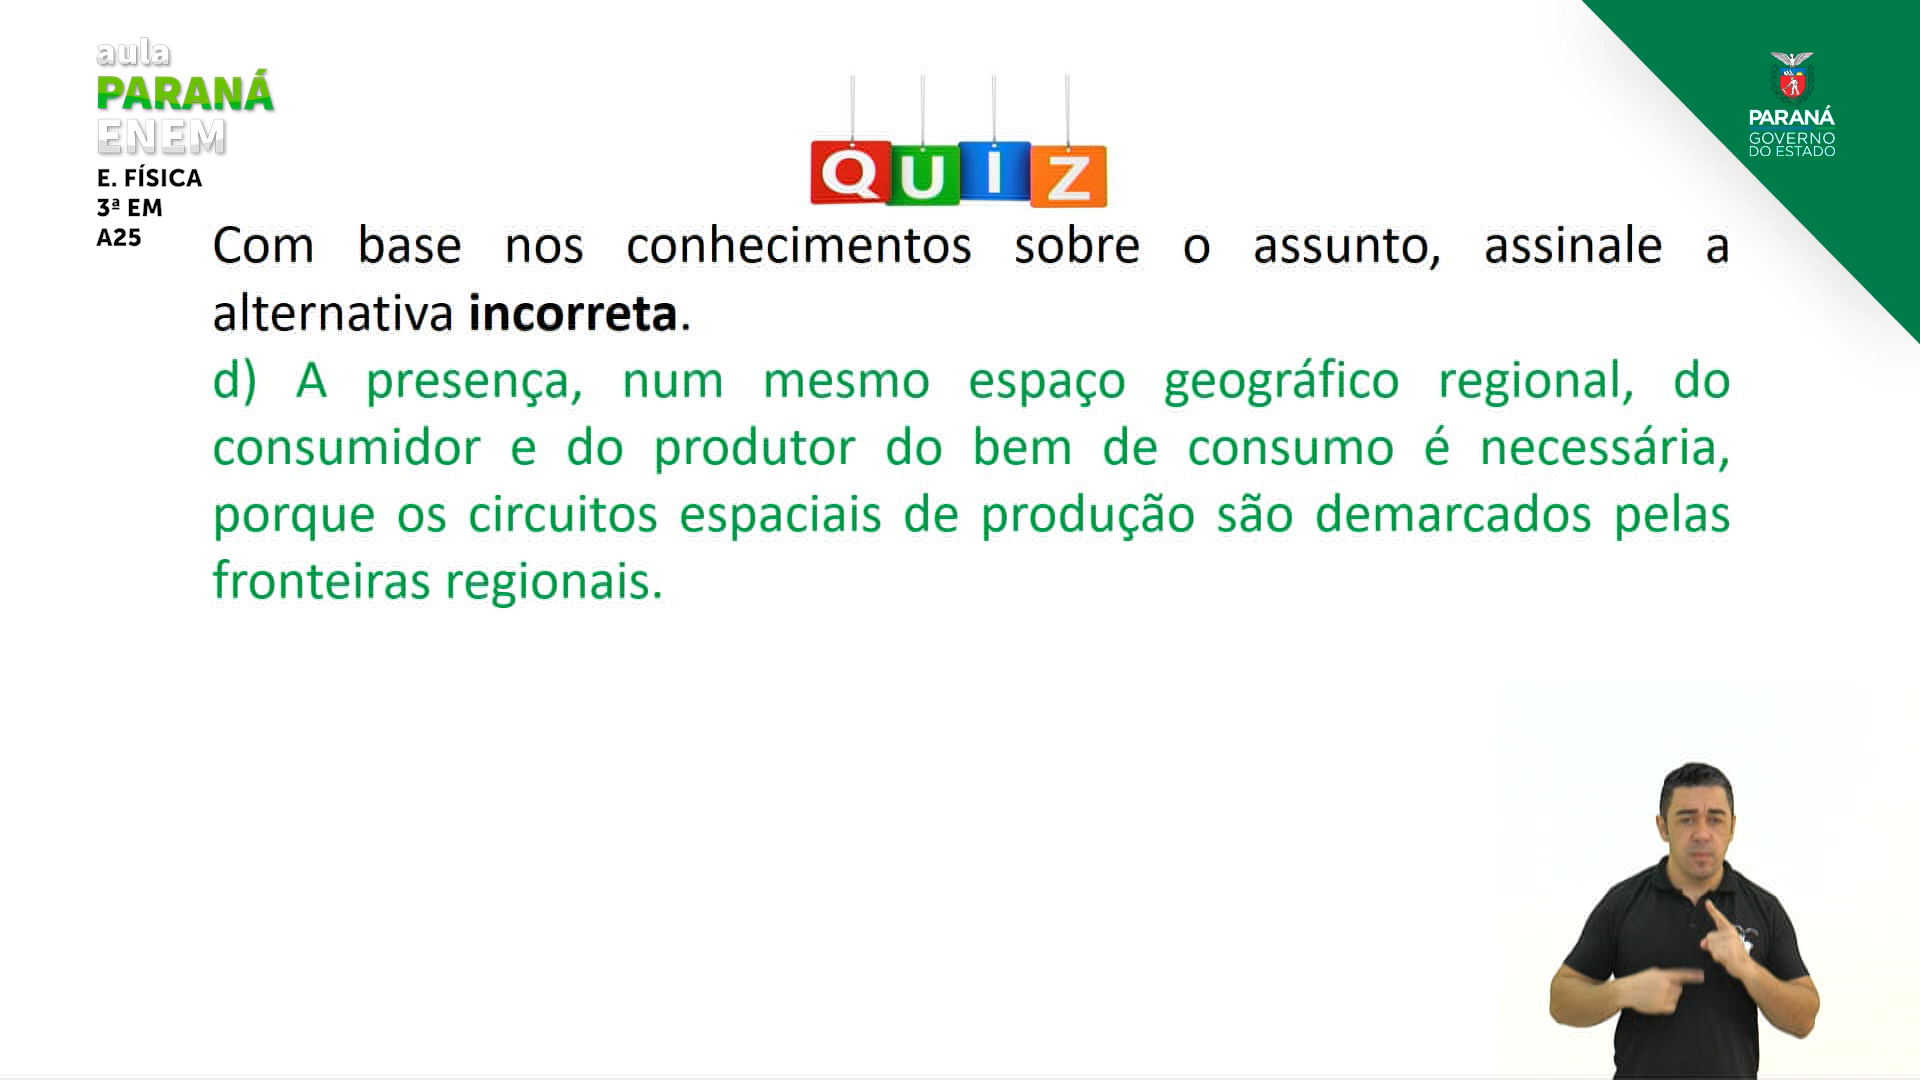 aula
PARANÁ
ENEM
E. FÍSICA
3ª EM
A25
QUIZ
PARANÁ
GOVERNO
DO ESTADO
Com base nos conhecimentos sobre o assunto, assinale a
alternativa incorreta.
d) A presença, num mesmo espaço geográfico regional, do
consumidor e do produtor do bem de consumo é necessária,
porque os circuitos espaciais de produção são demarcados pelas
fronteiras regionais.